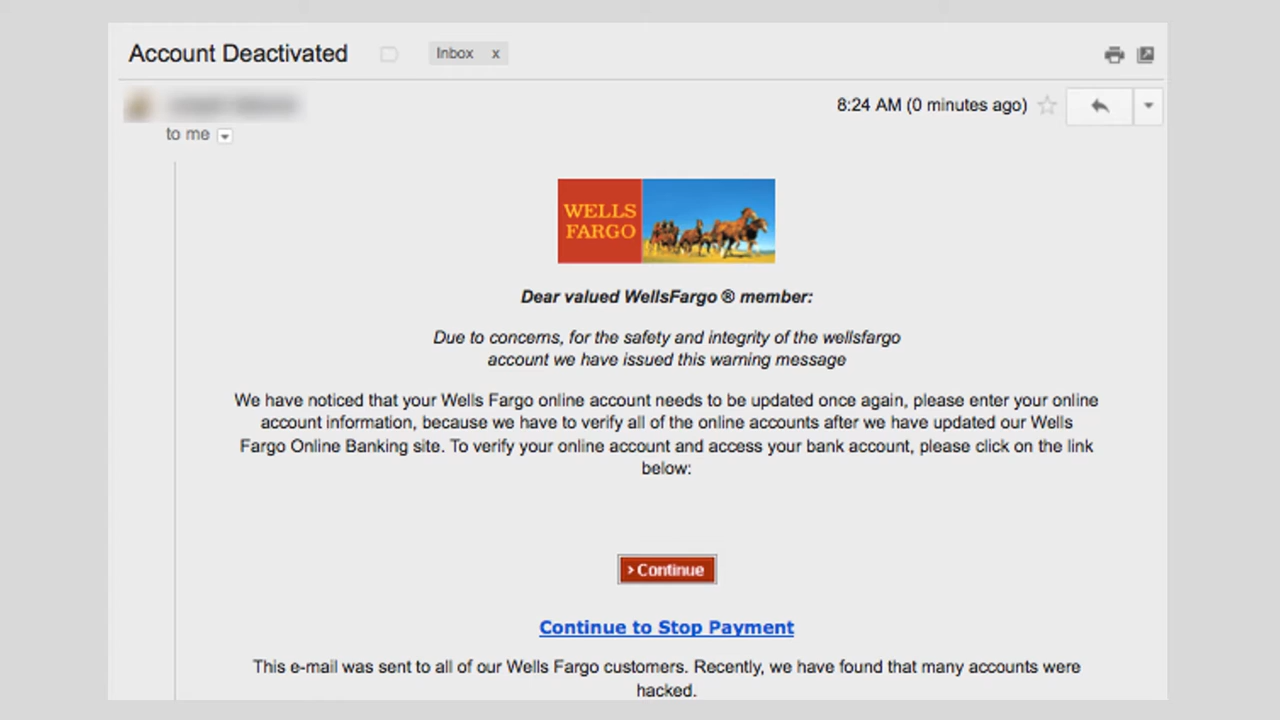 Account Deactivated
Inbox x
8:24 AM (0 minutes ago)
to me
WELLS
FARGO
Dear valued WellsFargo ® member:
Due to concerns, for the safety and integrity of the wellsfargo
account we have issued this warning message
We have noticed that your Wells Fargo online account needs to be updated once again, please enter your online
account information, because we have to verify all of the online accounts after we have updated our Wells
Fargo Online Banking site. To verify your online account and access your bank account, please click on the link
below:
› Continue
Continue to Stop Payment
This e-mail was sent to all of our Wells Fargo customers. Recently, we have found that many accounts were
hacked.